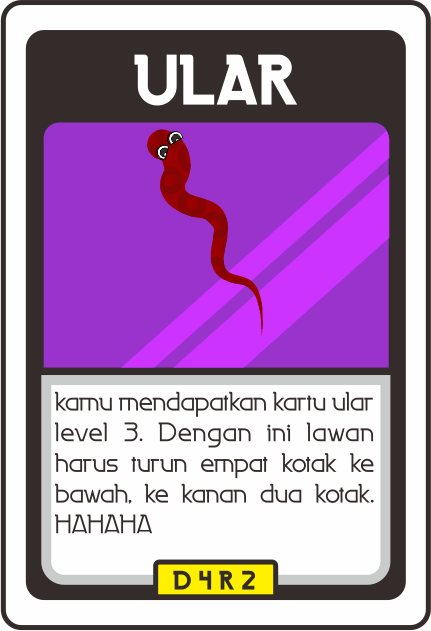 ULAR
kamu mendapatkan kartu ular
level 3. Dengan ini lawan
harus turun empat kotak ke
bawah, ke kanan dua kotak.
HAHAHA
D4R2